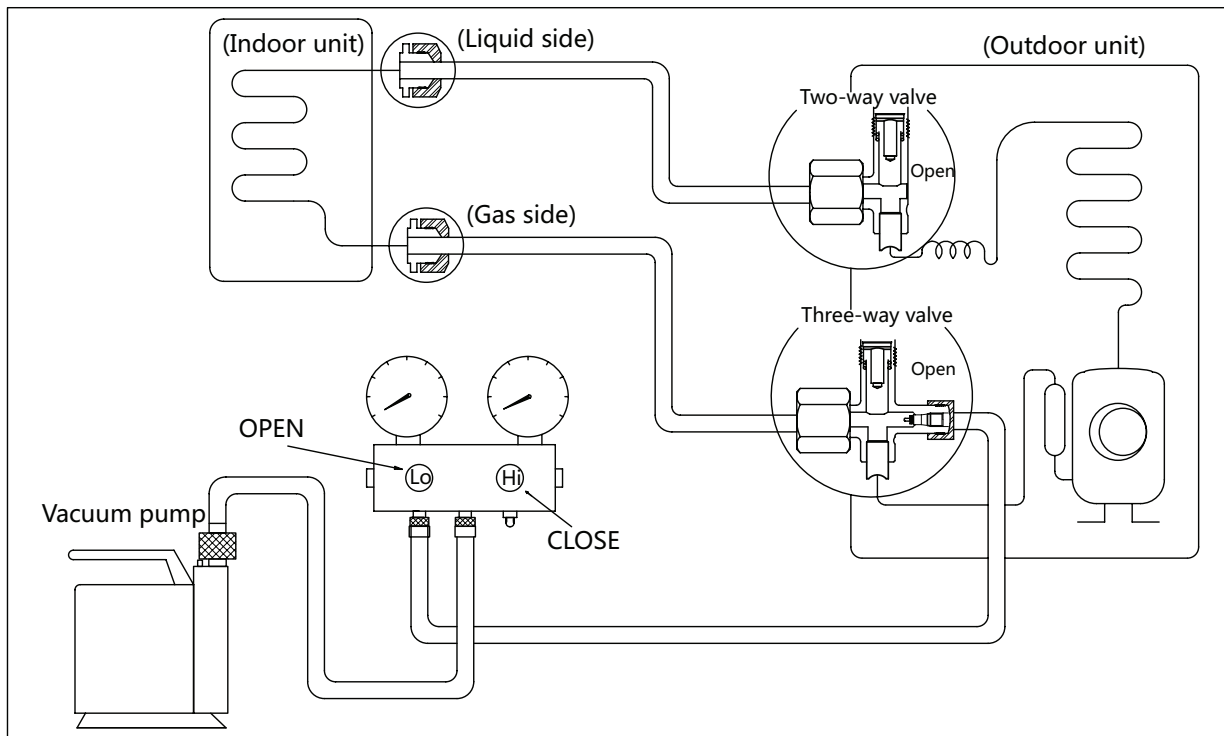 (Indoor unit)
(Liquid side)
(Outdoor unit)
Two-way valve
Open
(Gas side)
Three-way valve
Open
OPEN
Lo
Hi
CLOSE
Vacuum pump